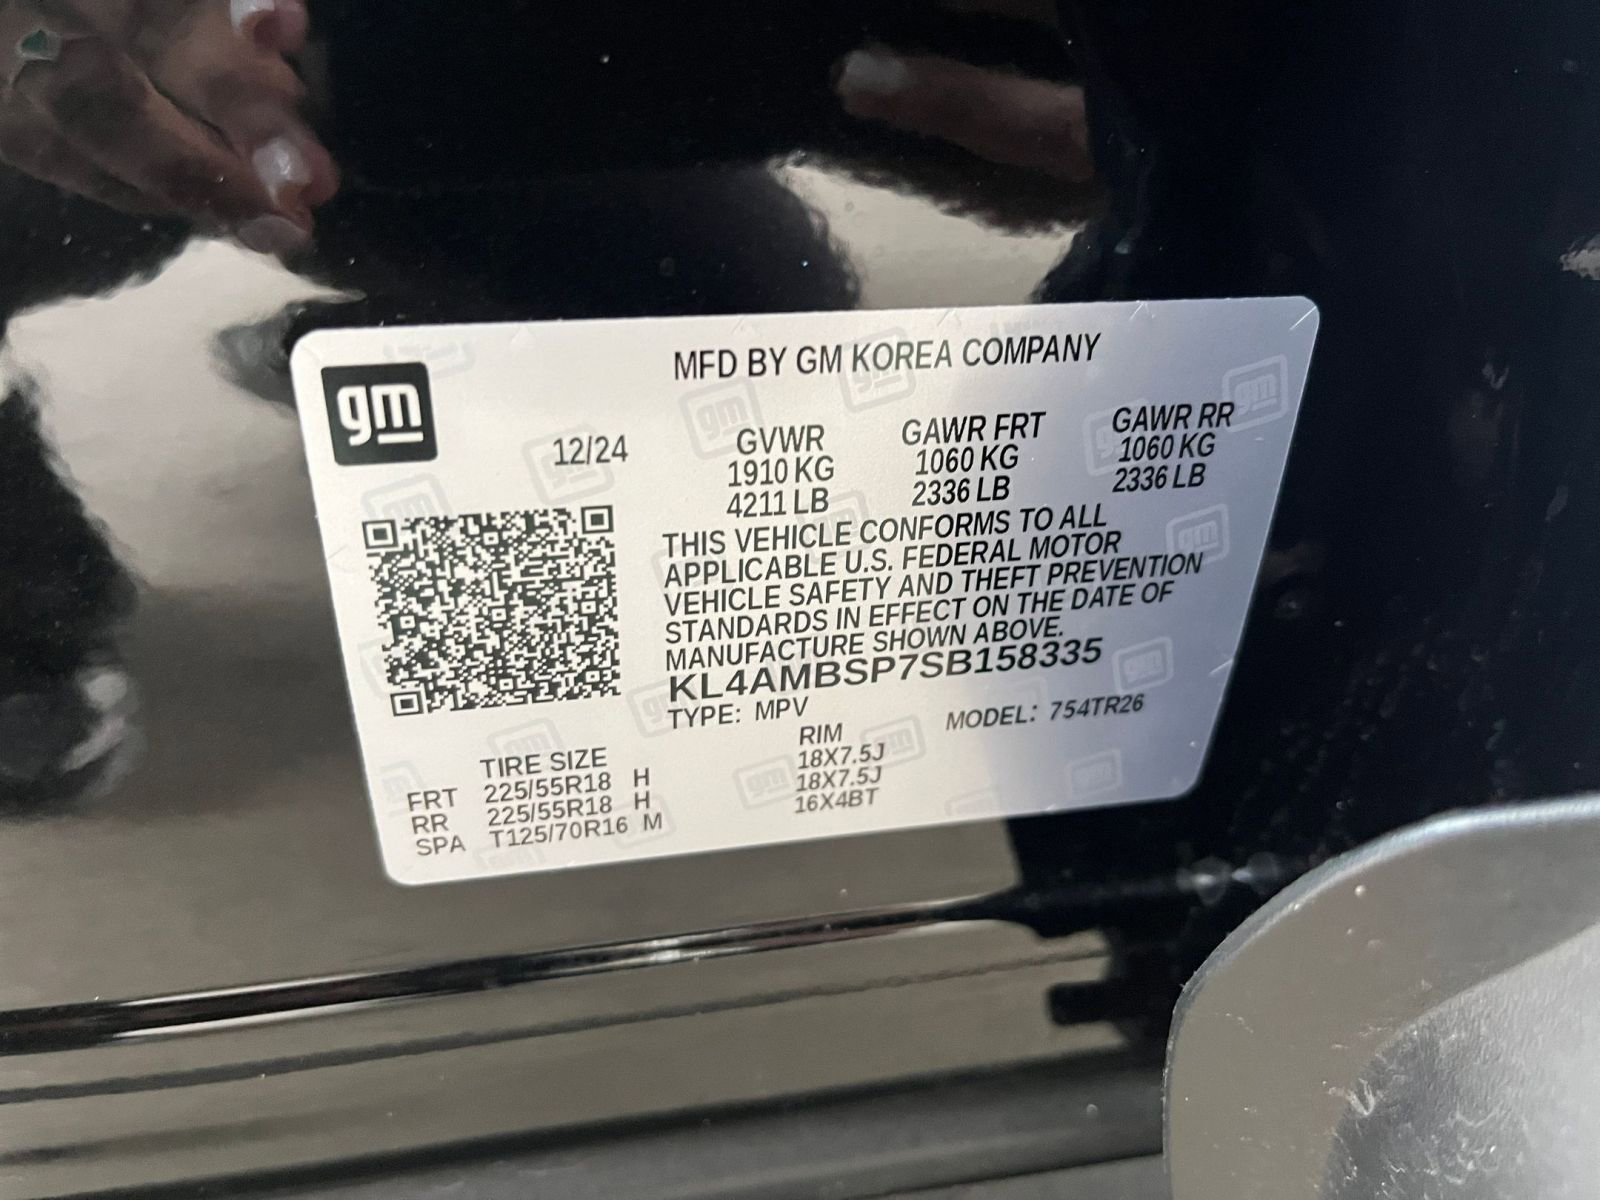 gm
MFD BY GM KOREA COMPANY
12/24
GVWR GAWR FRT GAWR RR
1910 KG 1060 KG 1060 KG
4211 LB 2336 LB 2336 LB
THIS VEHICLE CONFORMS TO ALL
APPLICABLE U.S. FEDERAL MOTOR
VEHICLE SAFETY AND THEFT PREVENTION
STANDARDS IN EFFECT ON THE DATE OF
MANUFACTURE SHOWN ABOVE.
KL4AMBSP7SB158335
TYPE: MPV MODEL: 754TR26
TIRE SIZE RIM
FRT 225/55R18 H 18X7.5J
RR 225/55R18 H 18X7.5J
SPA T125/70R16 M 16X4BT